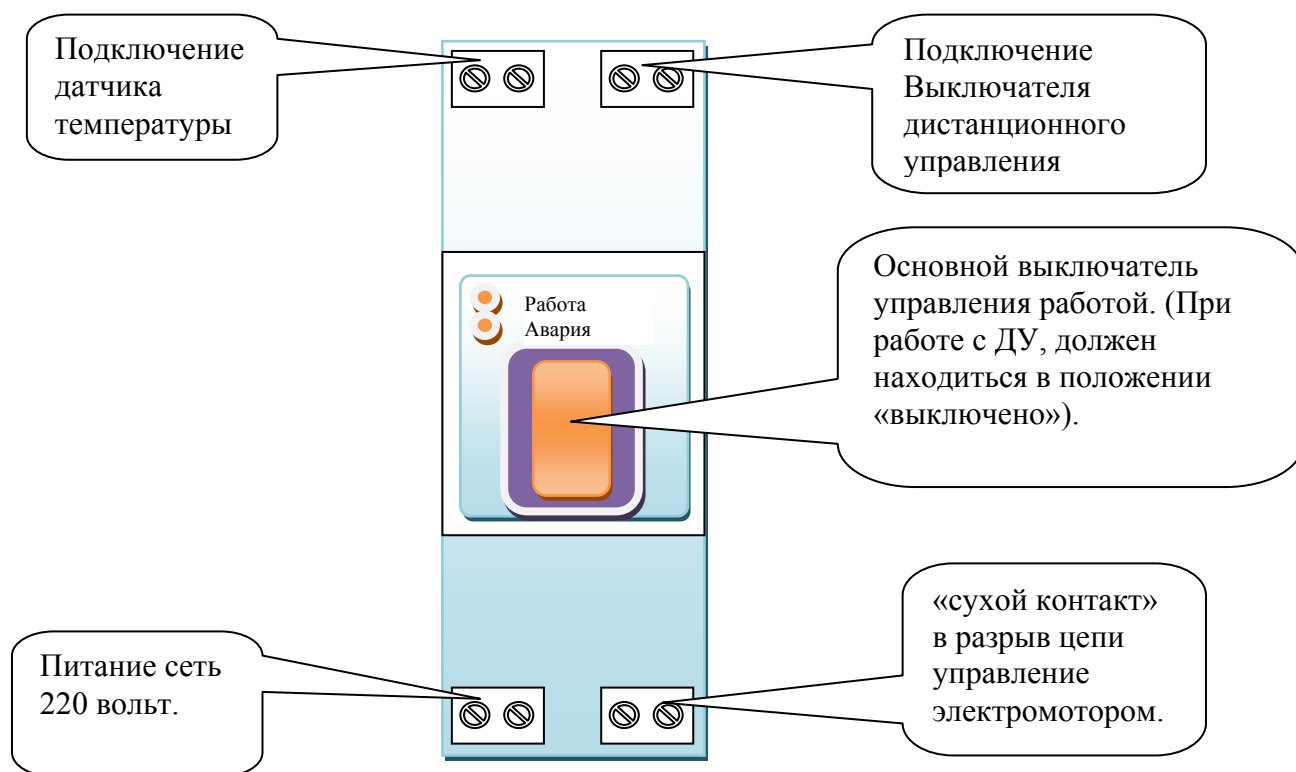 Подключение
датчика
температуры
Подключение
Выключателя
дистанционного
управления
Работа
Авария
Основной выключатель
управления работой. (При
работе с ДУ, должен
находиться в положении
«выключено»).
Питание сеть
220 вольт.
«сухой контакт»
в разрыв цепи
управление
электромотором.